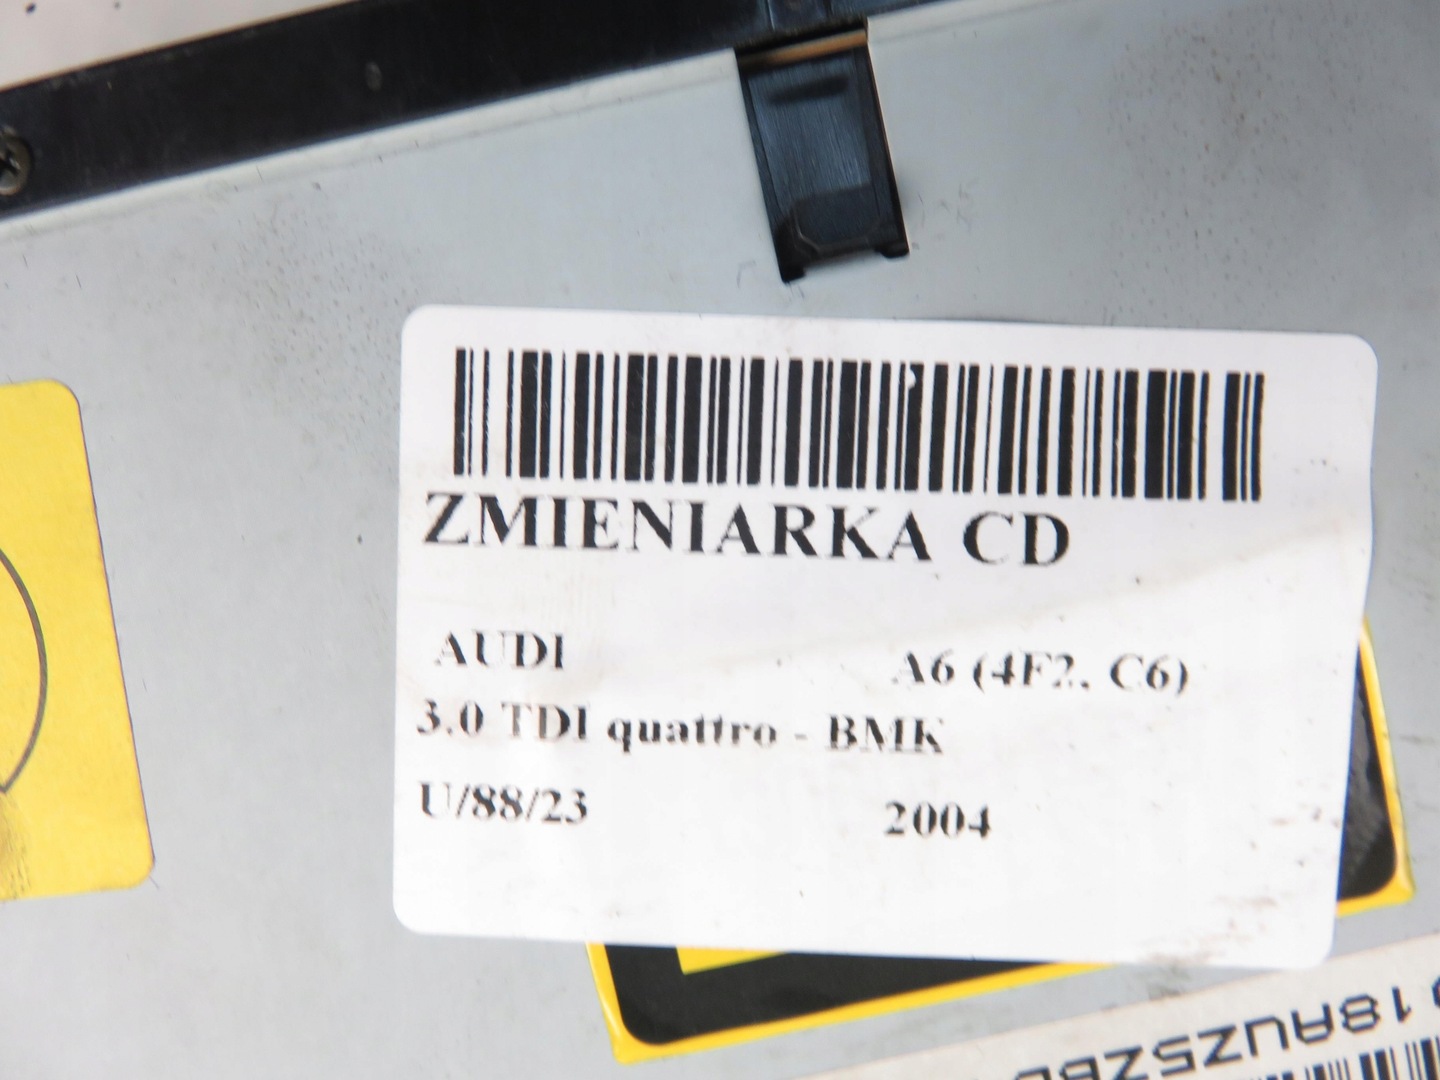 ZMIENIARKA CD
AUDI A6 (4F2, C6)
3.0 TDI quattro - BMK
U/88/23 2004